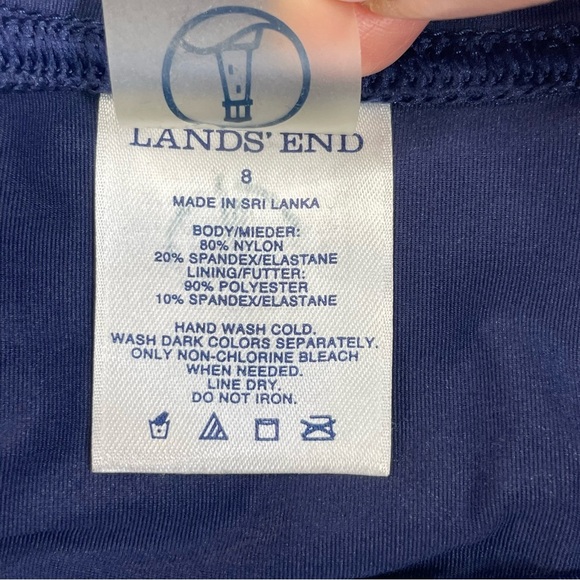 LANDS' END
8
MADE IN SRI LANKA
BODY/MIEDER:
80% NYLON
20% SPANDEX/ELASTANE
LINING/FUTTER:
90% POLYESTER
10% SPANDEX/ELASTANE
HAND WASH COLD.
WASH DARK COLORS SEPARATELY.
ONLY NON-CHLORINE BLEACH
WHEN NEEDED.
LINE DRY.
DO NOT IRON.